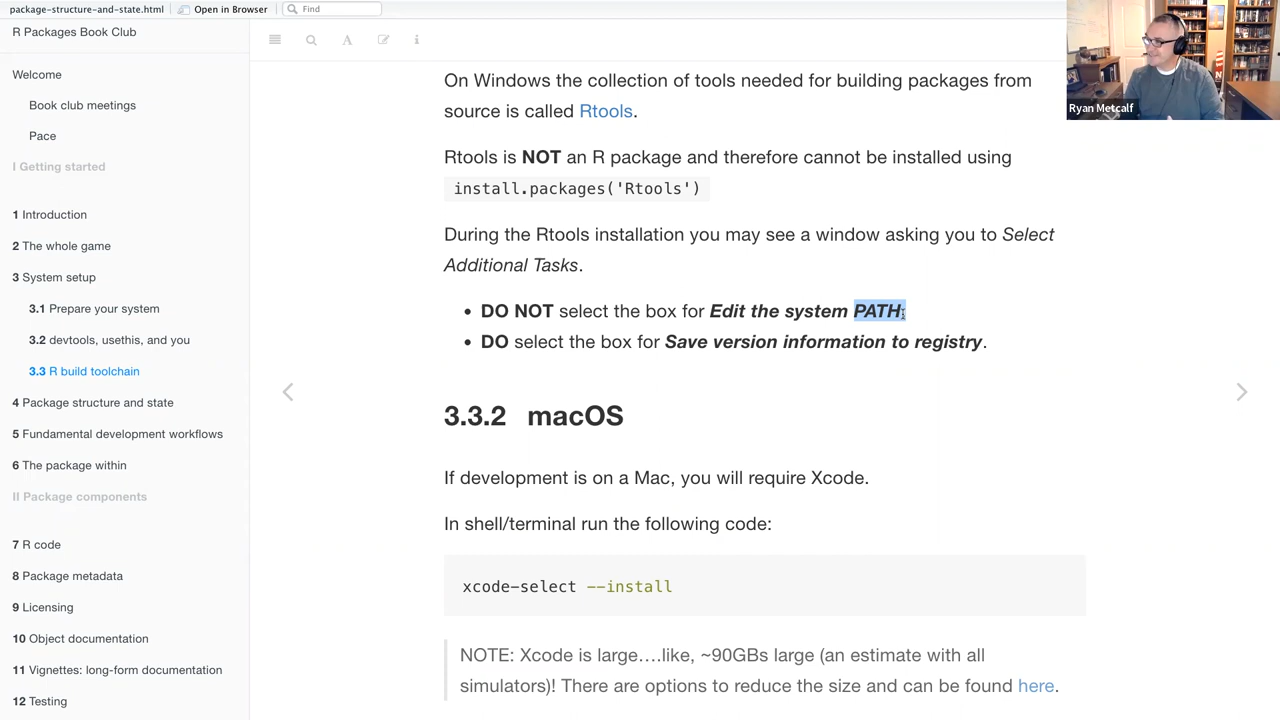 package-structure-and-state.html
Open in Browser
Find
R Packages Book Club
Welcome
Book club meetings
Pace
I Getting started
1 Introduction
2 The whole game
3 System setup
3.1 Prepare your system
3.2 devtools, usethis, and you
3.3 R build toolchain
4 Package structure and state
5 Fundamental development workflows
6 The package within
II Package components
7 R code
8 Package metadata
9 Licensing
10 Object documentation
11 Vignettes: long-form documentation
12 Testing
On Windows the collection of tools needed for building packages from
source is called Rtools.
Rtools is NOT an R package and therefore cannot be installed using
install.packages('Rtools')
During the Rtools installation you may see a window asking you to Select
Additional Tasks.
• DO NOT select the box for Edit the system PATH.
• DO select the box for Save version information to registry.
3.3.2 macOS
If development is on a Mac, you will require Xcode.
In shell/terminal run the following code:
xcode-select --install
NOTE: Xcode is large....like, ~90GBs large (an estimate with all
simulators)! There are options to reduce the size and can be found here.
Ryan Metcalf